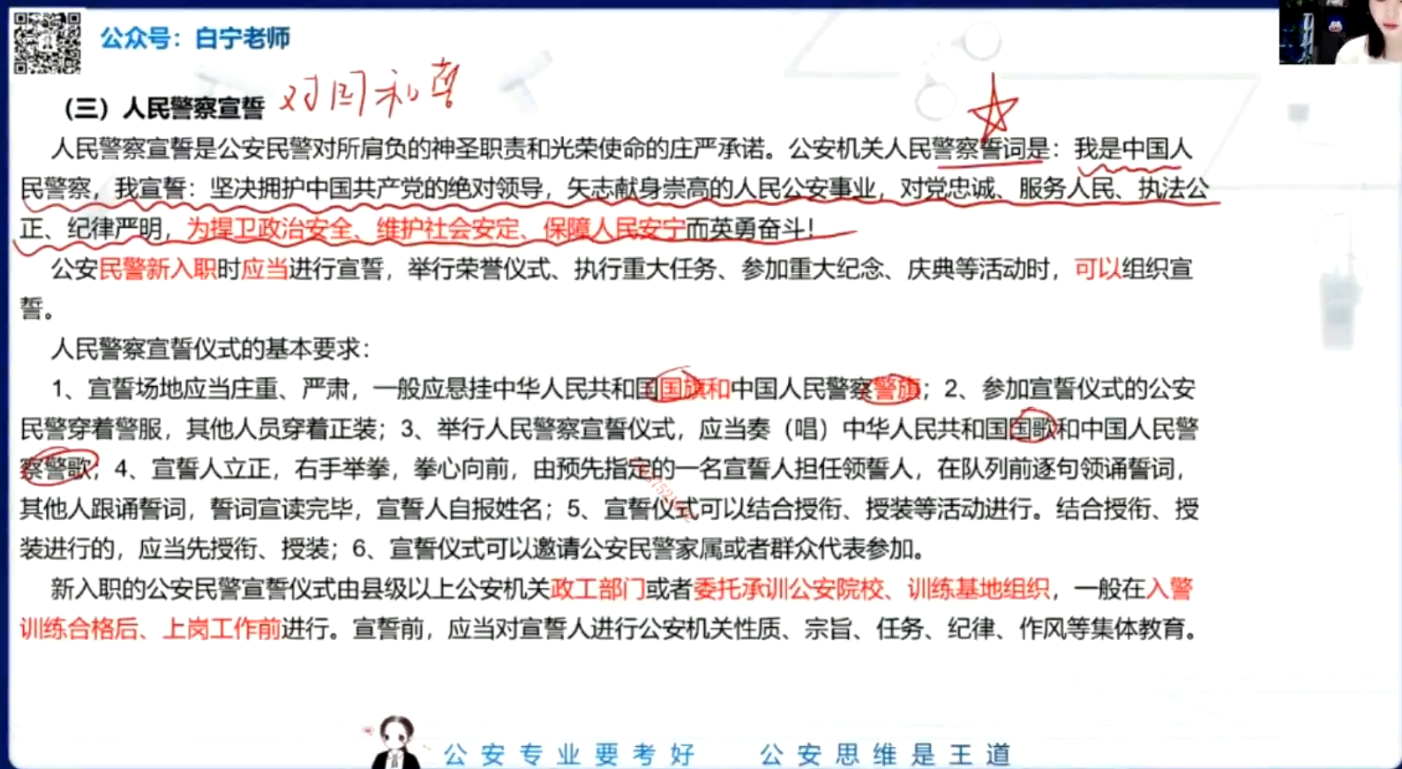 公众号：白宁老师
（三）人民警察宣誓
人民警察宣誓是公安民警对所肩负的神圣职责和光荣使命的庄严承诺。公安机关人民警察誓词是：我是中国人
民警察，我宣誓：坚决拥护中国共产党的绝对领导，矢志献身崇高的人民公安事业，对党忠诚、服务人民、执法公
正、纪律严明，为捍卫政治安全、维护社会安定、保障人民安宁而英勇奋斗！
公安民警新入职时应当进行宣誓，举行荣誉仪式、执行重大任务、参加重大纪念、庆典等活动时，可以组织宣
誓。
人民警察宣誓仪式的基本要求：
1、宣誓场地应当庄重、严肃，一般应悬挂中华人民共和国国旗和中国人民警察警旗；2、参加宣誓仪式的公安
民警穿着警服，其他人员穿着正装；3、举行人民警察宣誓仪式，应当奏（唱）中华人民共和国国歌和中国人民警
察警歌；4、宣誓人立正，右手举拳，拳心向前，由预先指定的一名宣誓人担任领誓人，在队列前逐句领诵誓词，
其他人跟诵誓词，誓词宣读完毕，宣誓人自报姓名；5、宣誓仪式可以结合授衔、授装等活动进行。结合授衔、授
装进行的，应当先授衔、授装；6、宣誓仪式可以邀请公安民警家属或者群众代表参加。
新入职的公安民警宣誓仪式由县级以上公安机关政工部门或者委托承训公安院校、训练基地组织，一般在入警
训练合格后、上岗工作前进行。宣誓前，应当对宣誓人进行公安机关性质、宗旨、任务、纪律、作风等集体教育。
公安专业要考好 公安思维是王道